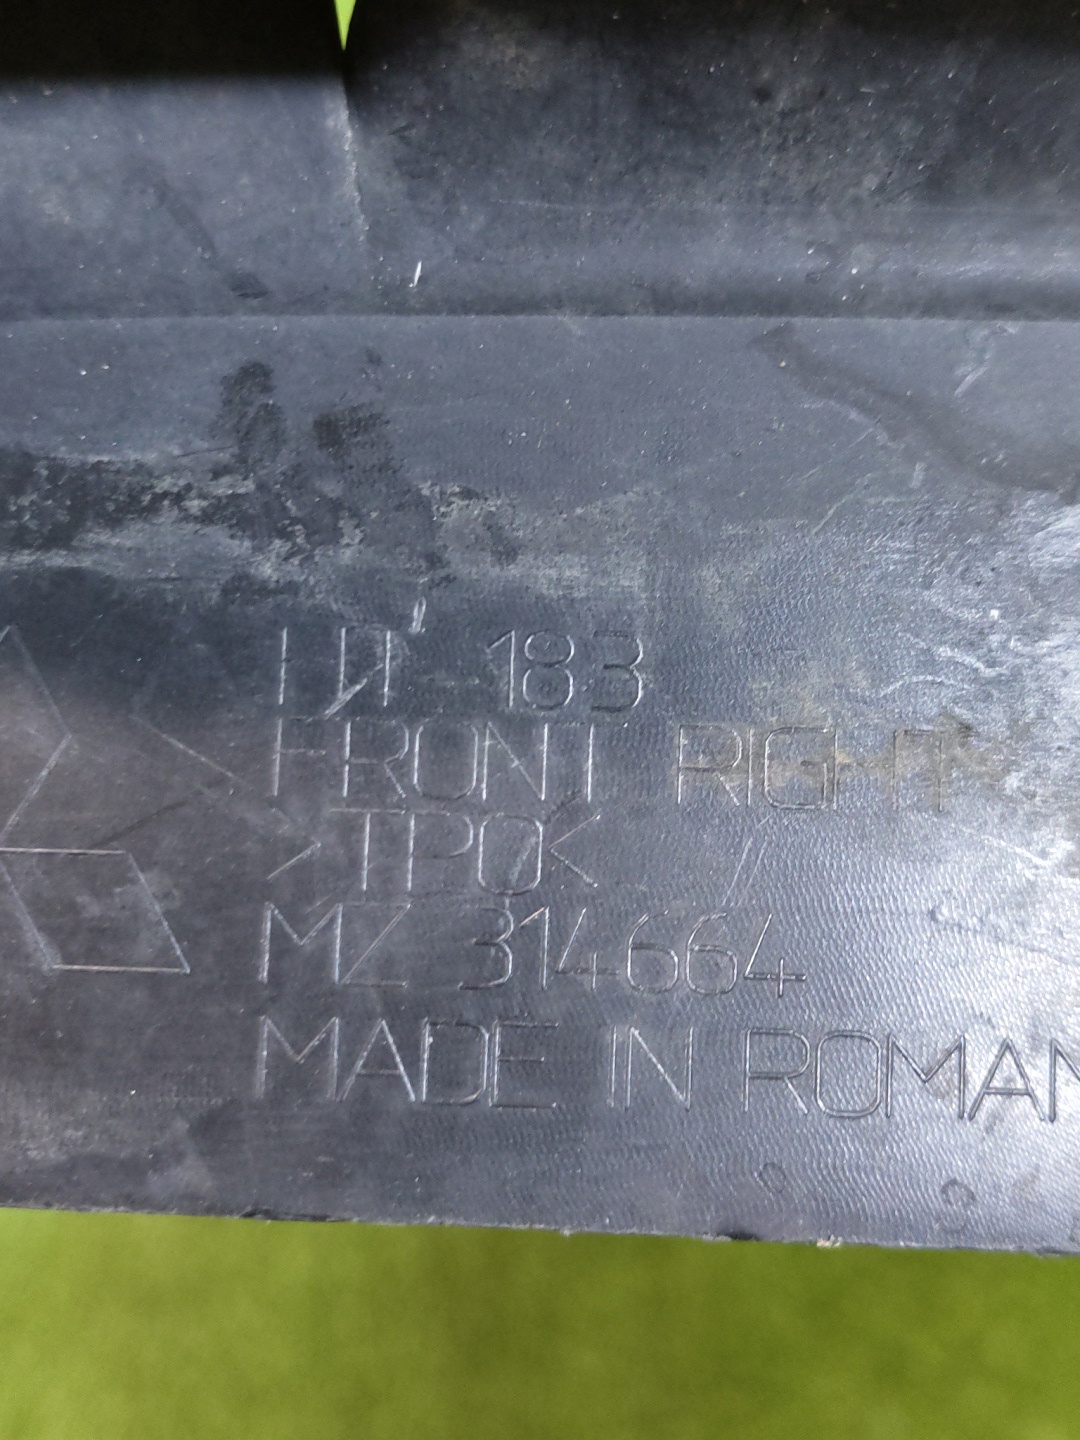 183
FRONT RIGHT
>TPO<
MZ 314664
MADE IN ROMAN